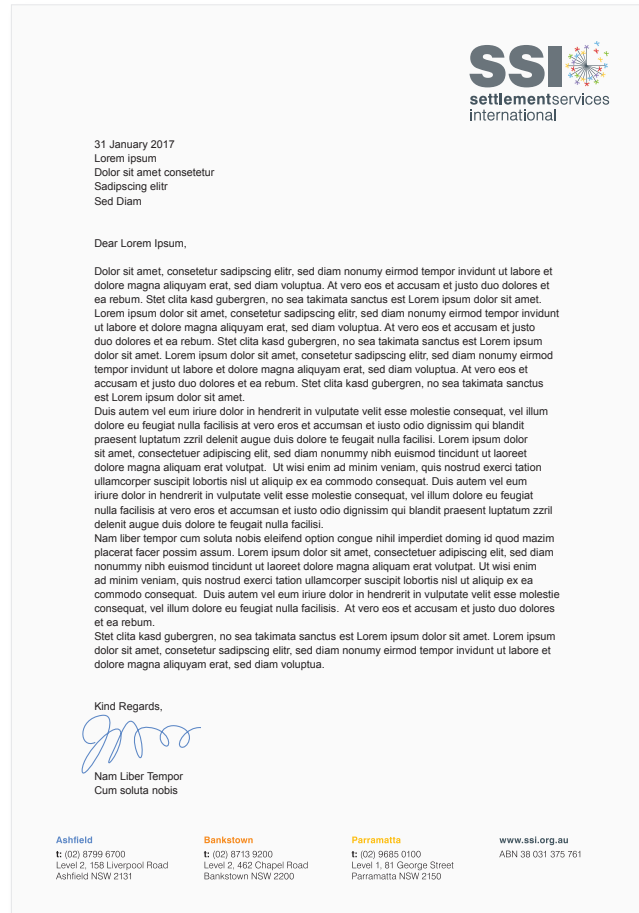 SSI
settlementservices
international
31 January 2017
Lorem ipsum
Dolor sit amet consetetur
Sadipscing elitr
Sed Diam
Dear Lorem Ipsum,
Dolor sit amet, consetetur sadipscing elitr, sed diam nonumy eirmod tempor invidunt ut labore et
dolore magna aliquyam erat, sed diam voluptua. At vero eos et accusam et justo duo dolores et
ea rebum. Stet clita kasd gubergren, no sea takimata sanctus est Lorem ipsum dolor sit amet.
Lorem ipsum dolor sit amet, consetetur sadipscing elitr, sed diam nonumy eirmod tempor invidunt
ut labore et dolore magna aliquyam erat, sed diam voluptua. At vero eos et accusam et justo
duo dolores et ea rebum. Stet clita kasd gubergren, no sea takimata sanctus est Lorem ipsum
dolor sit amet. Lorem ipsum dolor sit amet, consetetur sadipscing elitr, sed diam nonumy eirmod
tempor invidunt ut labore et dolore magna aliquyam erat, sed diam voluptua. At vero eos et
accusam et justo duo dolores et ea rebum. Stet clita kasd gubergren, no sea takimata sanctus
est Lorem ipsum dolor sit amet.
Duis autem vel eum iriure dolor in hendrerit in vulputate velit esse molestie consequat, vel illum
dolore eu feugiat nulla facilisis at vero eros et accumsan et iusto odio dignissim qui blandit
praesent luptatum zzril delenit augue duis dolore te feugait nulla facilisi. Lorem ipsum dolor
sit amet, consectetuer adipiscing elit, sed diam nonummy nibh euismod tincidunt ut laoreet
dolore magna aliquam erat volutpat.  Ut wisi enim ad minim veniam, quis nostrud exerci tation
ullamcorper suscipit lobortis nisl ut aliquip ex ea commodo consequat. Duis autem vel eum
iriure dolor in hendrerit in vulputate velit esse molestie consequat, vel illum dolore eu feugiat
nulla facilisis at vero eros et accumsan et iusto odio dignissim qui blandit praesent luptatum zzril
delenit augue duis dolore te feugait nulla facilisi.
Nam liber tempor cum soluta nobis eleifend option congue nihil imperdiet doming id quod mazim
placerat facer possim assum. Lorem ipsum dolor sit amet, consectetuer adipiscing elit, sed diam
nonummy nibh euismod tincidunt ut laoreet dolore magna aliquam erat volutpat. Ut wisi enim
ad minim veniam, quis nostrud exerci tation ullamcorper suscipit lobortis nisl ut aliquip ex ea
commodo consequat.  Duis autem vel eum iriure dolor in hendrerit in vulputate velit esse molestie
consequat, vel illum dolore eu feugiat nulla facilisis.  At vero eos et accusam et justo duo dolores
et ea rebum.
Stet clita kasd gubergren, no sea takimata sanctus est Lorem ipsum dolor sit amet. Lorem ipsum
dolor sit amet, consetetur sadipscing elitr, sed diam nonumy eirmod tempor invidunt ut labore et
dolore magna aliquyam erat, sed diam voluptua.
Kind Regards,
Nam Liber Tempor
Cum soluta nobis
Ashfield
t: (02) 8799 6700
Level 2, 158 Liverpool Road
Ashfield NSW 2131
Bankstown
t: (02) 8713 9200
Level 2, 462 Chapel Road
Bankstown NSW 2200
Parramatta
t: (02) 9685 0100
Level 1, 81 George Street
Parramatta NSW 2150
www.ssi.org.au
ABN 38 031 375 761